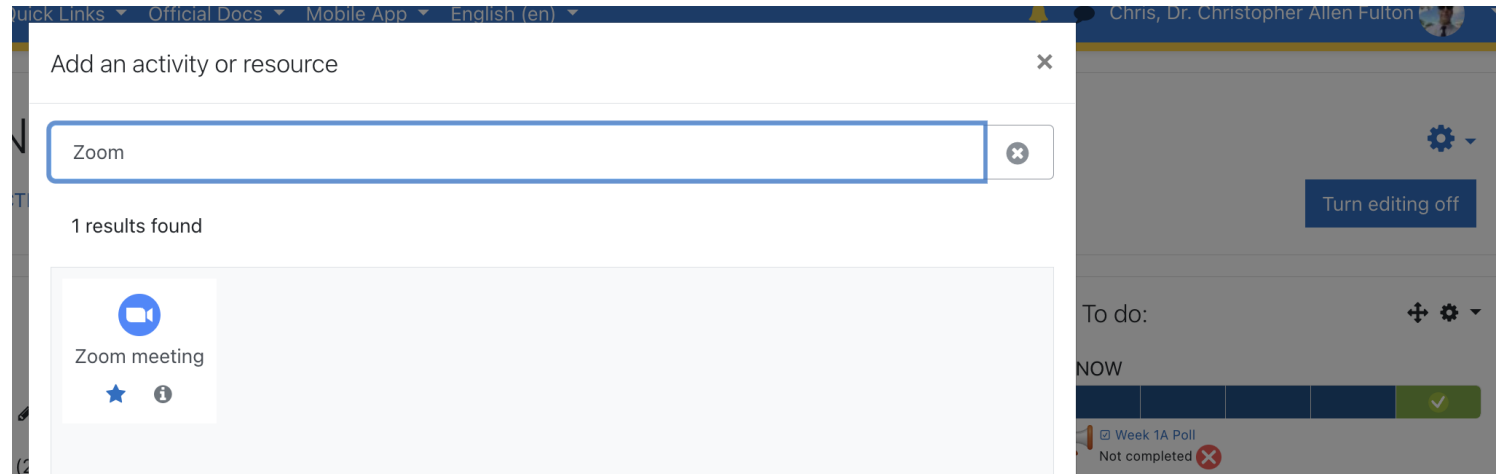 Quick Links Official Docs Mobile App English (en) Chris, Dr. Christopher Allen Fulton
Add an activity or resource
Zoom
1 results found
Turn editing off
Zoom meeting
To do:
NOW
Week 1A Poll
Not completed